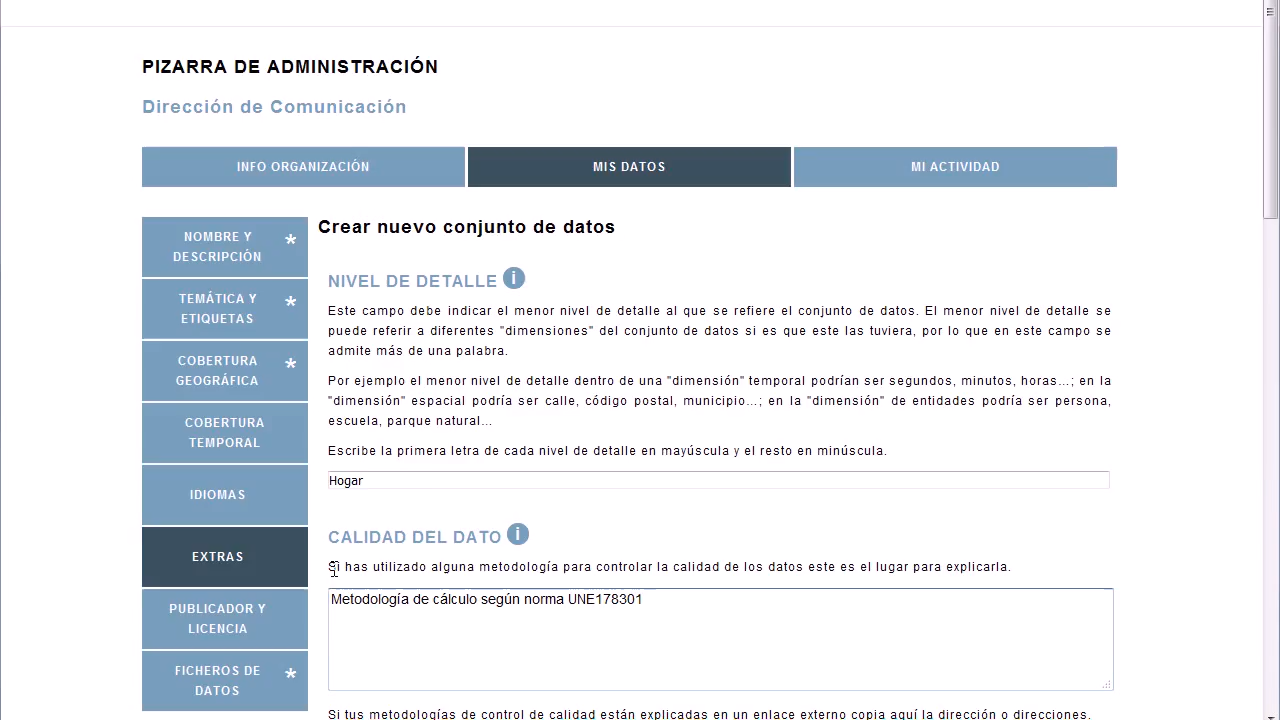 PIZARRA DE ADMINISTRACIÓN
Dirección de Comunicación
INFO ORGANIZACIÓN
MIS DATOS
MI ACTIVIDAD
NOMBRE Y
DESCRIPCIÓN *
TEMÁTICA Y
ETIQUETAS *
COBERTURA
GEOGRÁFICA *
COBERTURA
TEMPORAL
IDIOMAS
EXTRAS
PUBLICADOR Y
LICENCIA
FICHEROS DE
DATOS *
Crear nuevo conjunto de datos
NIVEL DE DETALLE i
Este campo debe indicar el menor nivel de detalle al que se refiere el conjunto de datos. El menor nivel de detalle se
puede referir a diferentes "dimensiones" del conjunto de datos si es que este las tuviera, por lo que en este campo se
admite más de una palabra.
Por ejemplo el menor nivel de detalle dentro de una "dimensión" temporal podrían ser segundos, minutos, horas...; en la
"dimensión" espacial podría ser calle, código postal, municipio...; en la "dimensión" de entidades podría ser persona,
escuela, parque natural...
Escribe la primera letra de cada nivel de detalle en mayúscula y el resto en minúscula.
Hogar
CALIDAD DEL DATO i
Si has utilizado alguna metodología para controlar la calidad de los datos este es el lugar para explicarla.
Metodología de cálculo según norma UNE178301
Si tus metodologías de control de calidad están explicadas en un enlace externo copia aquí la dirección o direcciones.